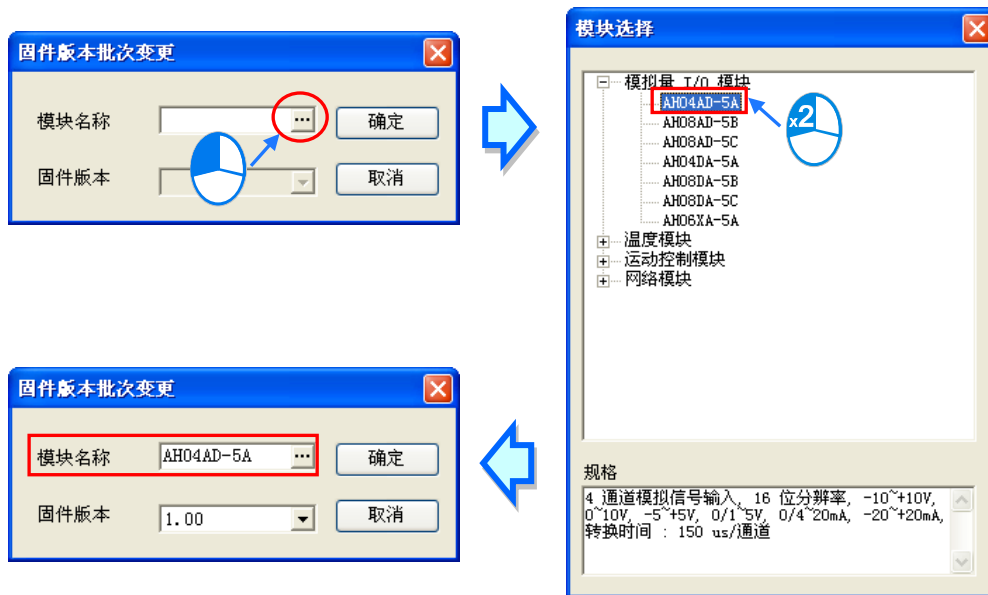 固件版本批次变更
模块名称
...
确定
固件版本
取消
模块选择
模拟量 I/O 模块
AH04AD-5A
AH08AD-5B
AH08AD-5C
AH04DA-5A
AH08DA-5B
AH08DA-5C
AH06XA-5A
温度模块
运动控制模块
网络模块
x2
规格
4 通道模拟信号输入, 16 位分辨率, -10~+10V,
0~10V, -5~+5V, 0/1~5V, 0/4~20mA, -20~+20mA,
转换时间 : 150 us/通道
固件版本批次变更
模块名称 AH04AD-5A ...
确定
固件版本 1.00
取消